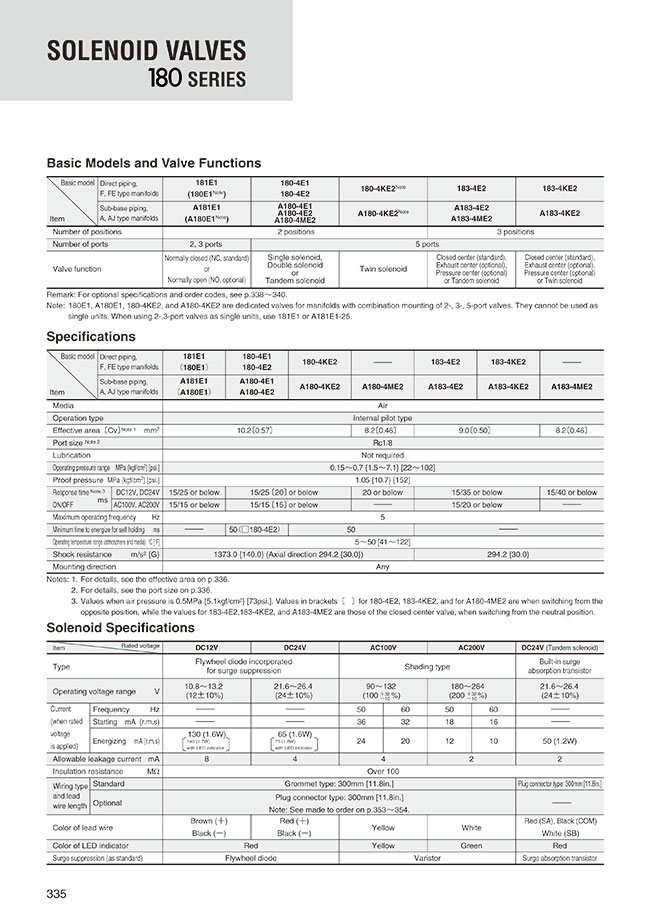 SOLENOID VALVES
180 SERIES
Basic Models and Valve Functions
Basic model Direct piping, F, FE type manifolds 181E1 (180E1Note) 180-4E1 180-4E2 180-4KE2Note 183-4E2 183-4KE2
Item Sub-base piping, A, AJ type manifolds A181E1 (A180E1Note) A180-4E1 A180-4E2 A180-4ME2 A180-4KE2Note A183-4E2 A183-4ME2 A183-4KE2
Number of positions 2 positions 3 positions
Number of ports 2, 3 ports 5 ports
Valve function Normally closed (NC, standard) or Normally open (NO, optional) Single solenoid, Double solenoid or Tandem solenoid Twin solenoid Closed center (standard), Exhaust center (optional), Pressure center (optional) or Tandem solenoid Closed center (standard), Exhaust center (optional), Pressure center (optional) or Twin solenoid
Remark: For optional specifications and order codes, see p.338～340.
Note: 180E1, A180E1, 180-4KE2, and A180-4KE2 are dedicated valves for manifolds with combination mounting of 2-, 3-, 5-port valves. They cannot be used as
single units. When using 2-,3-port valves as single units, use 181E1 or A181E1-25.
Specifications
Basic model Direct piping, F, FE type manifolds 181E1 (180E1) 180-4E1 180-4E2 180-4KE2 —— 183-4E2 183-4KE2 ——
Item Sub-base piping, A, AJ type manifolds A181E1 (A180E1) A180-4E1 A180-4E2 A180-4KE2 A180-4ME2 A183-4E2 A183-4KE2 A183-4ME2
Media Air
Operation type Internal pilot type
Effective area〔Cv〕Note 1 mm² 10.2〔0.57〕 8.2〔0.46〕 9.0〔0.50〕 8.2〔0.46〕
Port size Note 2 Rc1/8
Lubrication Not required
Operating pressure range MPa {kgf/cm²} [psi.] 0.15～0.7 {1.5～7.1} [22～102]
Proof pressure MPa {kgf/cm²} [psi.] 1.05 {10.7} [152]
Response time Note 3 ms DC12V, DC24V 15/25 or below 15/25〔20〕or below 20 or below 15/35 or below 15/40 or below
ON/OFF AC100V, AC200V 15/15 or below 15/15〔15〕or below —— 15/20 or below ——
Maximum operating frequency Hz 5
Minimum time to energize for self holding ms —— 50 (□180-4E2) 50 ——
Operating temperature range (atmosphere and media) °C [°F] 5～50 [41～122]
Shock resistance m/s² {G} 1373.0 {140.0} (Axial direction 294.2 {30.0}) 294.2 {30.0}
Mounting direction Any
Notes: 1. For details, see the effective area on p.336.
2. For details, see the port size on p.336.
3. Values when air pressure is 0.5MPa {5.1kgf/cm²} [73psi.]. Values in brackets〔 〕for 180-4E2, 183-4KE2, and for A180-4ME2 are when switching from the
opposite position, while the values for 183-4E2,183-4KE2, and A183-4ME2 are those of the closed center valve, when switching from the neutral position.
Solenoid Specifications
Item Rated voltage DC12V DC24V AC100V AC200V DC24V (Tandem solenoid)
Type Flywheel diode incorporated for surge suppression Shading type Built-in surge absorption transistor
Operating voltage range V 10.8～13.2 (12±10%) 21.6～26.4 (24±10%) 90～132 (100 +32 −10 %) 180～264 (200 +32 −10 %) 21.6～26.4 (24±10%)
Current (when rated voltage is applied) Frequency Hz —— —— 50 60 50 60 ——
Starting mA (r.m.s) —— —— 36 32 18 16 ——
Energizing mA (r.m.s) 130 (1.6W) with LED indicator 65 (1.6W) with LED indicator 24 20 12 10 50 (1.2W)
Allowable leakage current mA 8 4 4 2 2
Insulation resistance MΩ Over 100
Wiring type and lead wire length Standard Grommet type: 300mm [11.8in.] Plug connector type: 300mm [11.8in.]
Optional Plug connector type: 300mm [11.8in.] Note: See made to order on p.353～354. ——
Color of lead wire Brown (＋) Black (−) Red (＋) Black (−) Yellow White Red (SA), Black (COM) White (SB)
Color of LED indicator Red Yellow Green Red
Surge suppression (as standard) Flywheel diode Varistor Surge absorption transistor
335